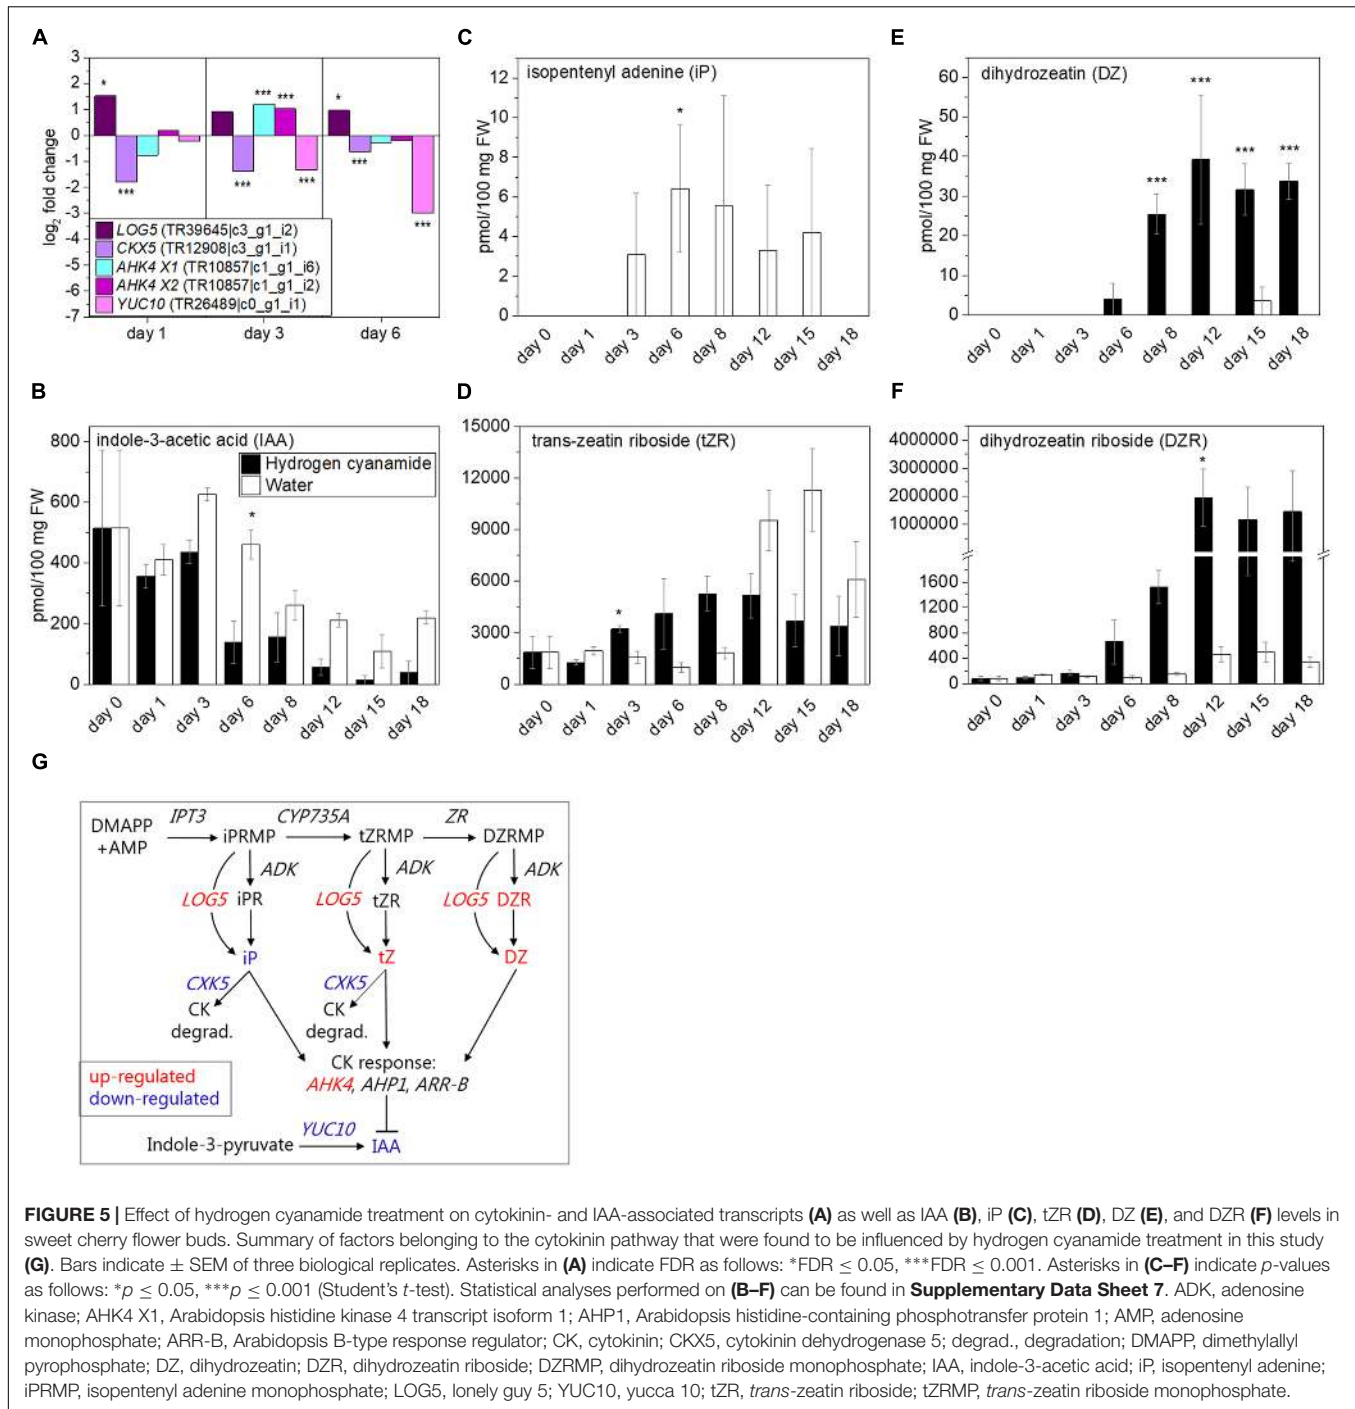 A
3
2
1
0
-1
-2
-3
-4
-5
-6
-7
log2 fold change
*
***
***
***
***
***
*
***
***
LOG5 (TR39645|c3_g1_i2)
CKX5 (TR12908|c3_g1_i1)
AHK4 X1 (TR10857|c1_g1_i6)
AHK4 X2 (TR10857|c1_g1_i2)
YUC10 (TR26489|c0_g1_i1)
day 1 day 3 day 6
C
isopentenyl adenine (iP)
12
10
8
6
4
2
0
pmol/100 mg FW
*
day 0 day 1 day 3 day 6 day 8 day 12 day 15 day 18
E
dihydrozeatin (DZ)
60
50
40
30
20
10
0
pmol/100 mg FW
***
***
***
***
day 0 day 1 day 3 day 6 day 8 day 12 day 15 day 18
B
indole-3-acetic acid (IAA)
Hydrogen cyanamide
Water
800
600
400
200
0
pmol/100 mg FW
*
day 0 day 1 day 3 day 6 day 8 day 12 day 15 day 18
D
trans-zeatin riboside (tZR)
15000
12000
9000
6000
3000
0
*
day 0 day 1 day 3 day 6 day 8 day 12 day 15 day 18
F
dihydrozeatin riboside (DZR)
4000000
3000000
2000000
1000000
1600
1200
800
400
0
*
day 0 day 1 day 3 day 6 day 8 day 12 day 15 day 18
G
IPT3 CYP735A ZR
DMAPP
+AMP
iPRMP tZRMP DZRMP
ADK ADK ADK
LOG5 iPR LOG5 tZR LOG5 DZR
iP tZ DZ
CXK5 CXK5
CK CK
degrad. degrad.
CK response:
AHK4, AHP1, ARR-B
up-regulated
down-regulated
YUC10
Indole-3-pyruvate IAA
FIGURE 5 | Effect of hydrogen cyanamide treatment on cytokinin- and IAA-associated transcripts (A) as well as IAA (B), iP (C), tZR (D), DZ (E), and DZR (F) levels in
sweet cherry flower buds. Summary of factors belonging to the cytokinin pathway that were found to be influenced by hydrogen cyanamide treatment in this study
(G). Bars indicate ± SEM of three biological replicates. Asterisks in (A) indicate FDR as follows: *FDR ≤ 0.05, ***FDR ≤ 0.001. Asterisks in (C–F) indicate p-values
as follows: *p ≤ 0.05, ***p ≤ 0.001 (Student's t-test). Statistical analyses performed on (B–F) can be found in Supplementary Data Sheet 7. ADK, adenosine
kinase; AHK4 X1, Arabidopsis histidine kinase 4 transcript isoform 1; AHP1, Arabidopsis histidine-containing phosphotransfer protein 1; AMP, adenosine
monophosphate; ARR-B, Arabidopsis B-type response regulator; CK, cytokinin; CKX5, cytokinin dehydrogenase 5; degrad., degradation; DMAPP, dimethylallyl
pyrophosphate; DZ, dihydrozeatin; DZR, dihydrozeatin riboside; DZRMP, dihydrozeatin riboside monophosphate; IAA, indole-3-acetic acid; iP, isopentenyl adenine;
iPRMP, isopentenyl adenine monophosphate; LOG5, lonely guy 5; YUC10, yucca 10; tZR, trans-zeatin riboside; tZRMP, trans-zeatin riboside monophosphate.